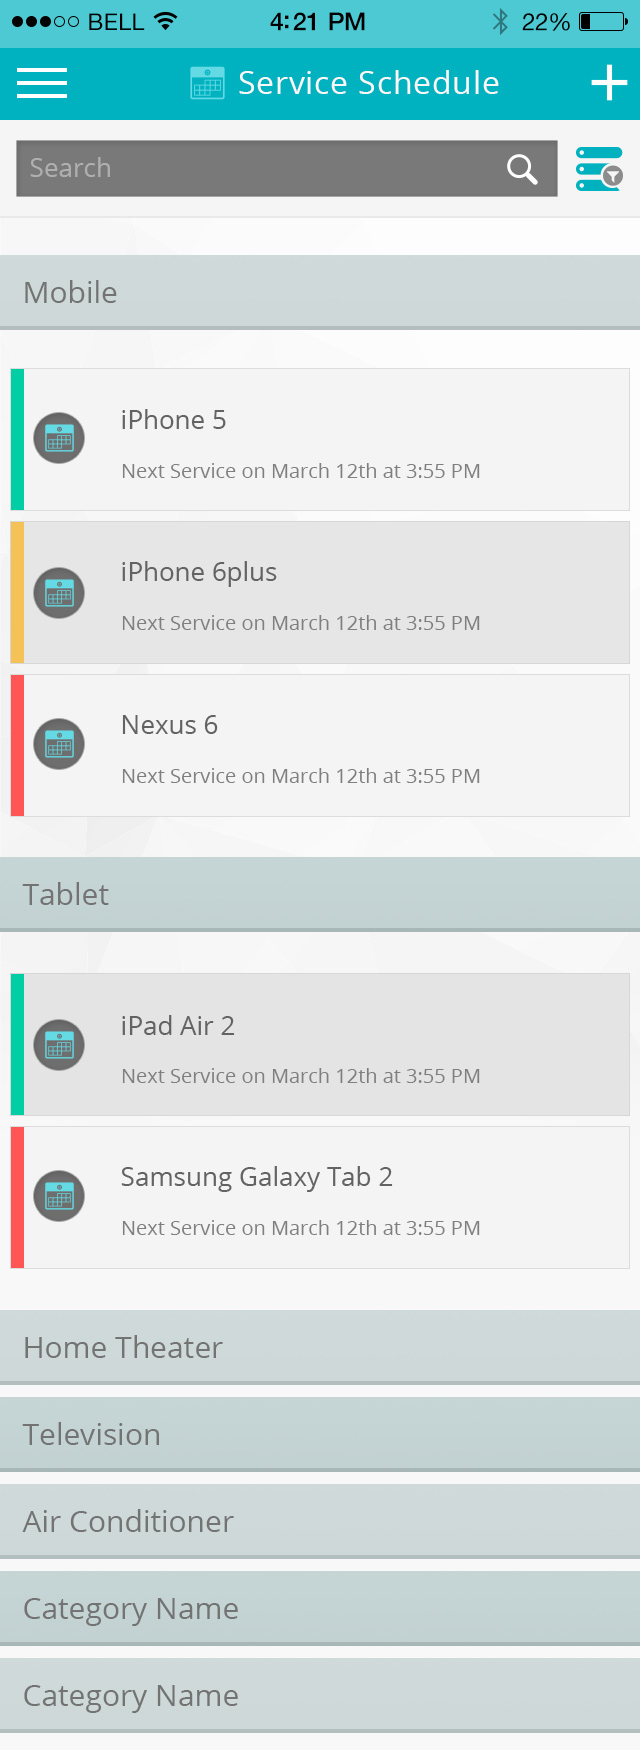 BELL 4:21 PM 22%
Service Schedule
Search
Mobile
iPhone 5
Next Service on March 12th at 3:55 PM
iPhone 6plus
Next Service on March 12th at 3:55 PM
Nexus 6
Next Service on March 12th at 3:55 PM
Tablet
iPad Air 2
Next Service on March 12th at 3:55 PM
Samsung Galaxy Tab 2
Next Service on March 12th at 3:55 PM
Home Theater
Television
Air Conditioner
Category Name
Category Name